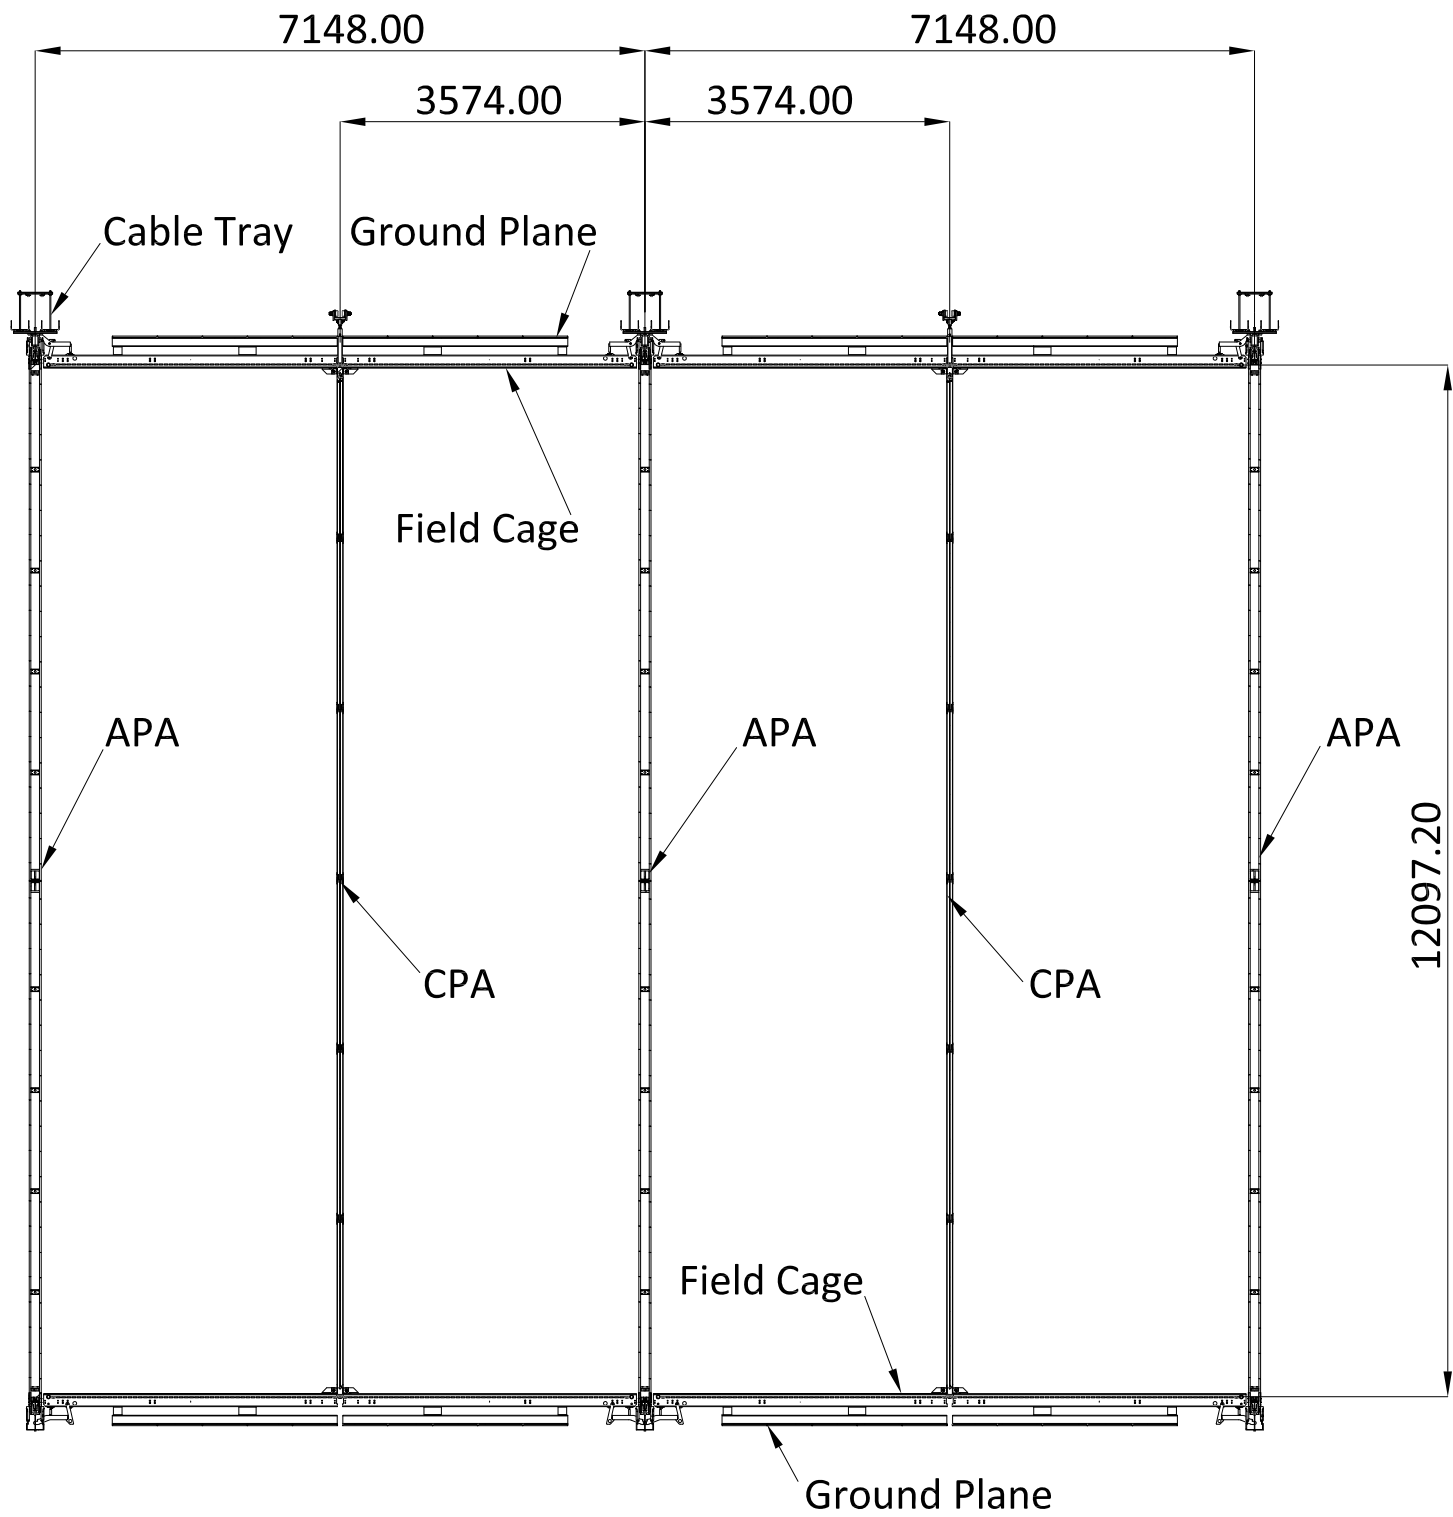 7148.00
7148.00
3574.00
3574.00
Cable Tray
Ground Plane
Field Cage
APA
APA
APA
12097.20
CPA
CPA
Field Cage
Ground Plane